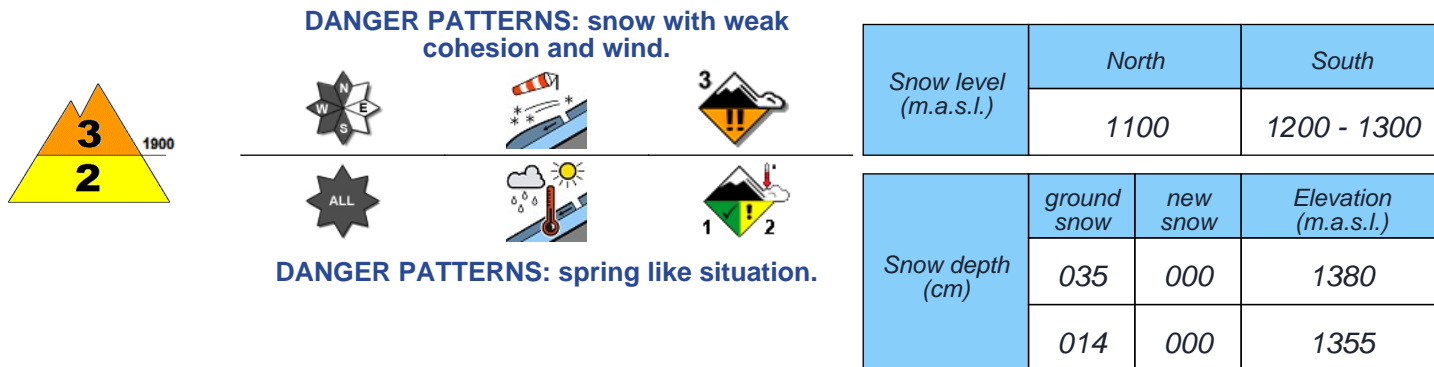 DANGER PATTERNS: snow with weak
cohesion and wind.
3
1900
2
N
W E
S
3
!!
ALL
!
1 2
DANGER PATTERNS: spring like situation.
Snow level
(m.a.s.l.)
North
South
1100
1200 - 1300
Snow depth
(cm)
ground
snow
new
snow
Elevation
(m.a.s.l.)
035
000
1380
014
000
1355